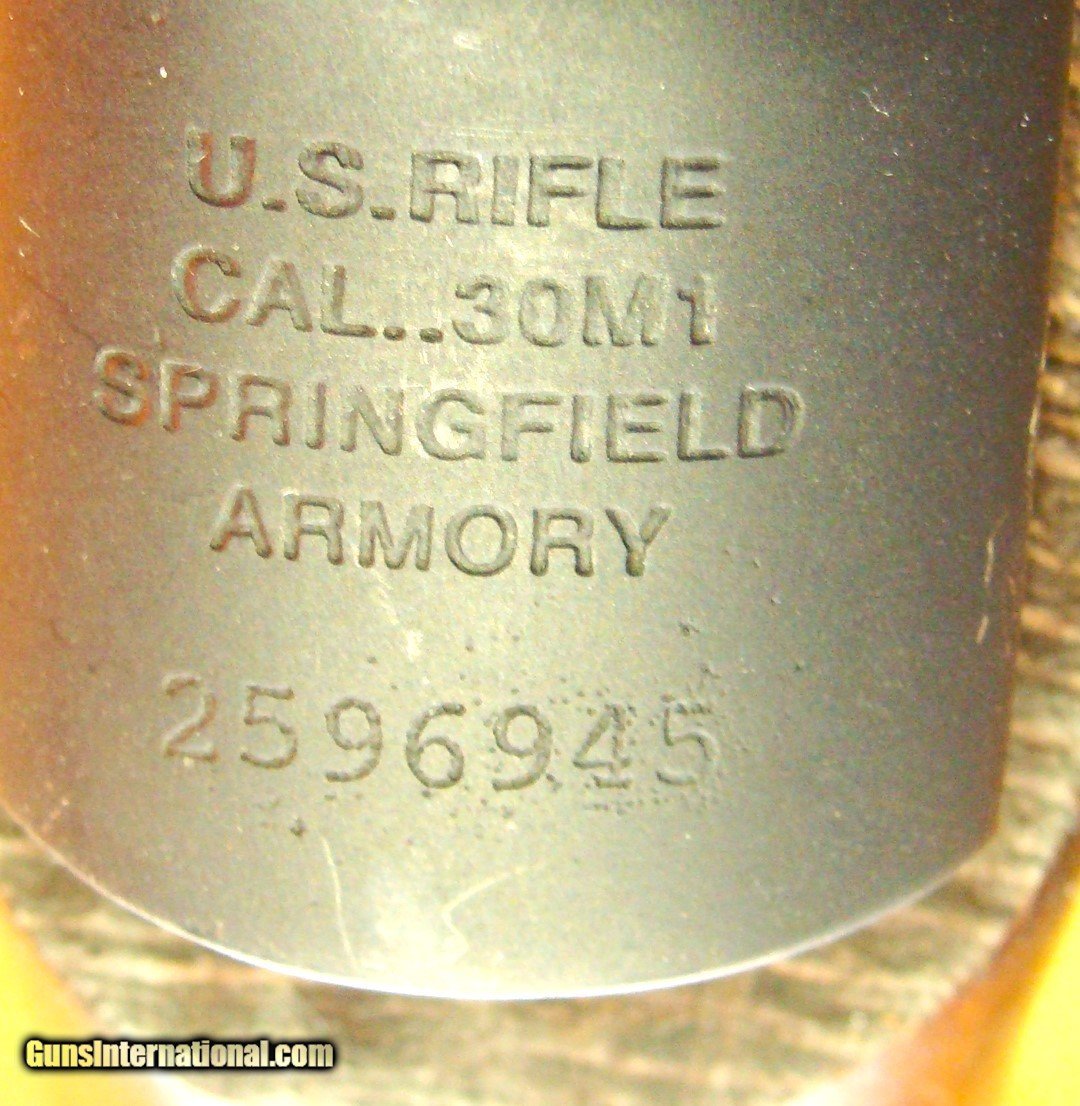 U.S.RIFLE
CAL..30M1
SPRINGFIELD
ARMORY
2596945
GunsInternational.com